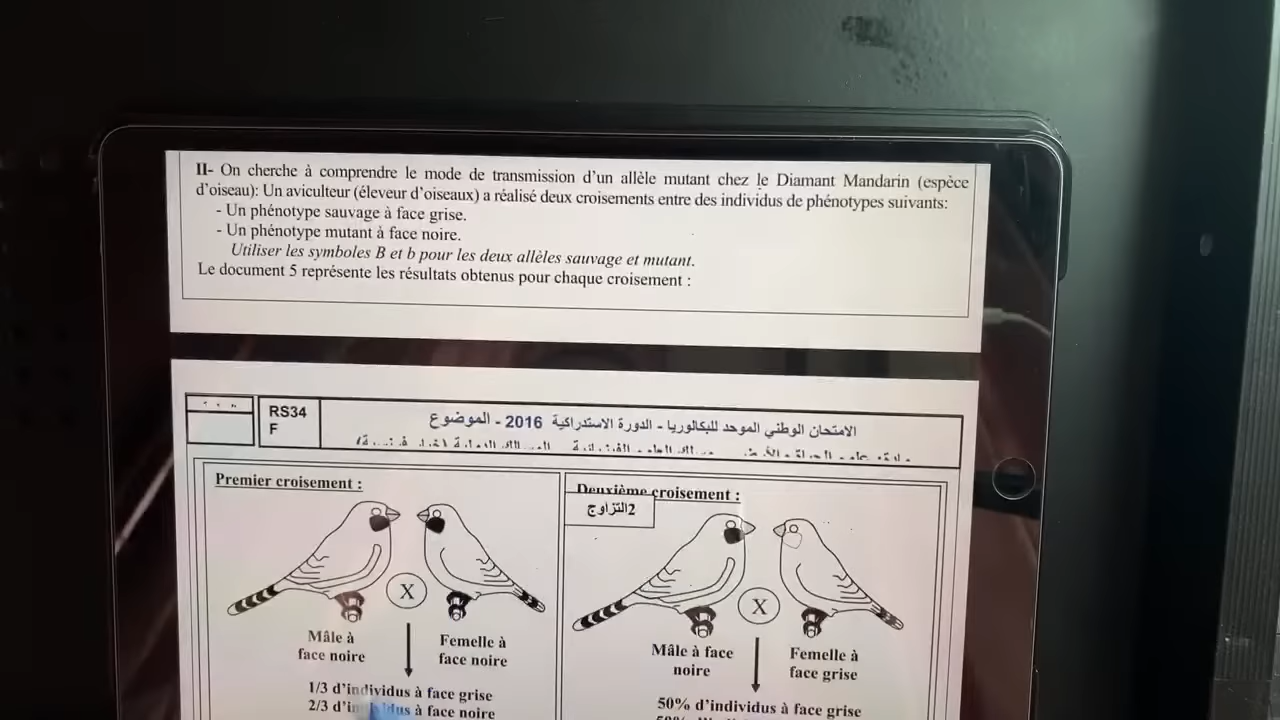 II- On cherche à comprendre le mode de transmission d'un allèle mutant chez le Diamant Mandarin (espèce
d'oiseau): Un aviculteur (éleveur d'oiseaux) a réalisé deux croisements entre des individus de phénotypes suivants:
- Un phénotype sauvage à face grise.
- Un phénotype mutant à face noire.
Utiliser les symboles B et b pour les deux allèles sauvage et mutant.
Le document 5 représente les résultats obtenus pour chaque croisement :
RS34
F
الامتحان الوطني الموحد للبكالوريا - الدورة الاستدراكية 2016 - الموضوع
Premier croisement :
X
Mâle à
face noire
Femelle à
face noire
1/3 d'individus à face grise
2/3 d'individus à face noire
Deuxième croisement :
التزاوج2
X
Mâle à face
noire
Femelle à
face grise
50% d'individus à face grise